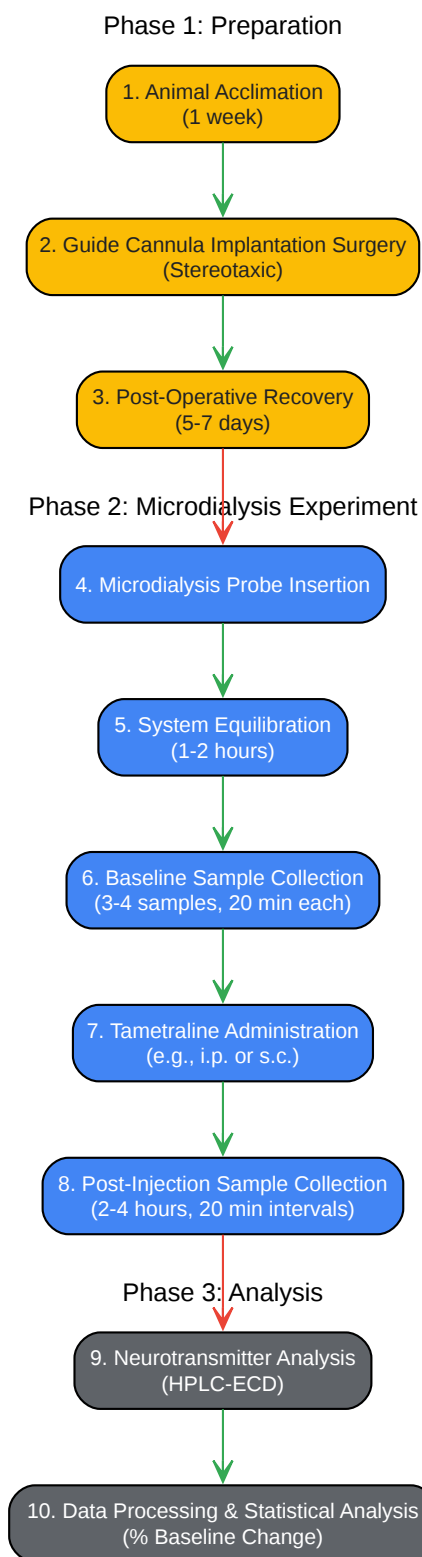 Phase 1: Preparation
1. Animal Acclimation
(1 week)
2. Guide Cannula Implantation Surgery
(Stereotaxic)
3. Post-Operative Recovery
(5-7 days)
Phase 2: Microdialysis Experiment
4. Microdialysis Probe Insertion
5. System Equilibration
(1-2 hours)
6. Baseline Sample Collection
(3-4 samples, 20 min each)
7. Tametraline Administration
(e.g., i.p. or s.c.)
8. Post-Injection Sample Collection
(2-4 hours, 20 min intervals)
Phase 3: Analysis
9. Neurotransmitter Analysis
(HPLC-ECD)
10. Data Processing & Statistical Analysis
(% Baseline Change)